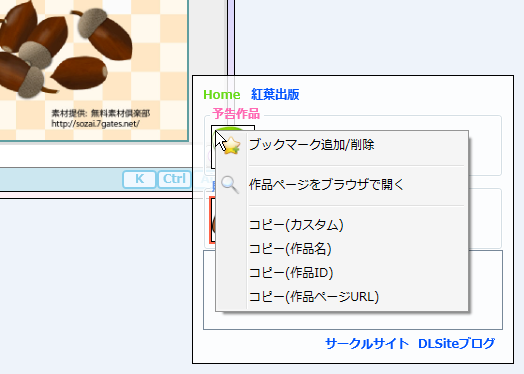 素材提供: 無料素材倶楽部
http://sozai.7gates.net/
K
Ctrl
Home 紅葉出版
予告作品
ブックマーク追加/削除
作品ページをブラウザで開く
コピー(カスタム)
コピー(作品名)
コピー(作品ID)
コピー(作品ページURL)
サークルサイト DLSiteブログ